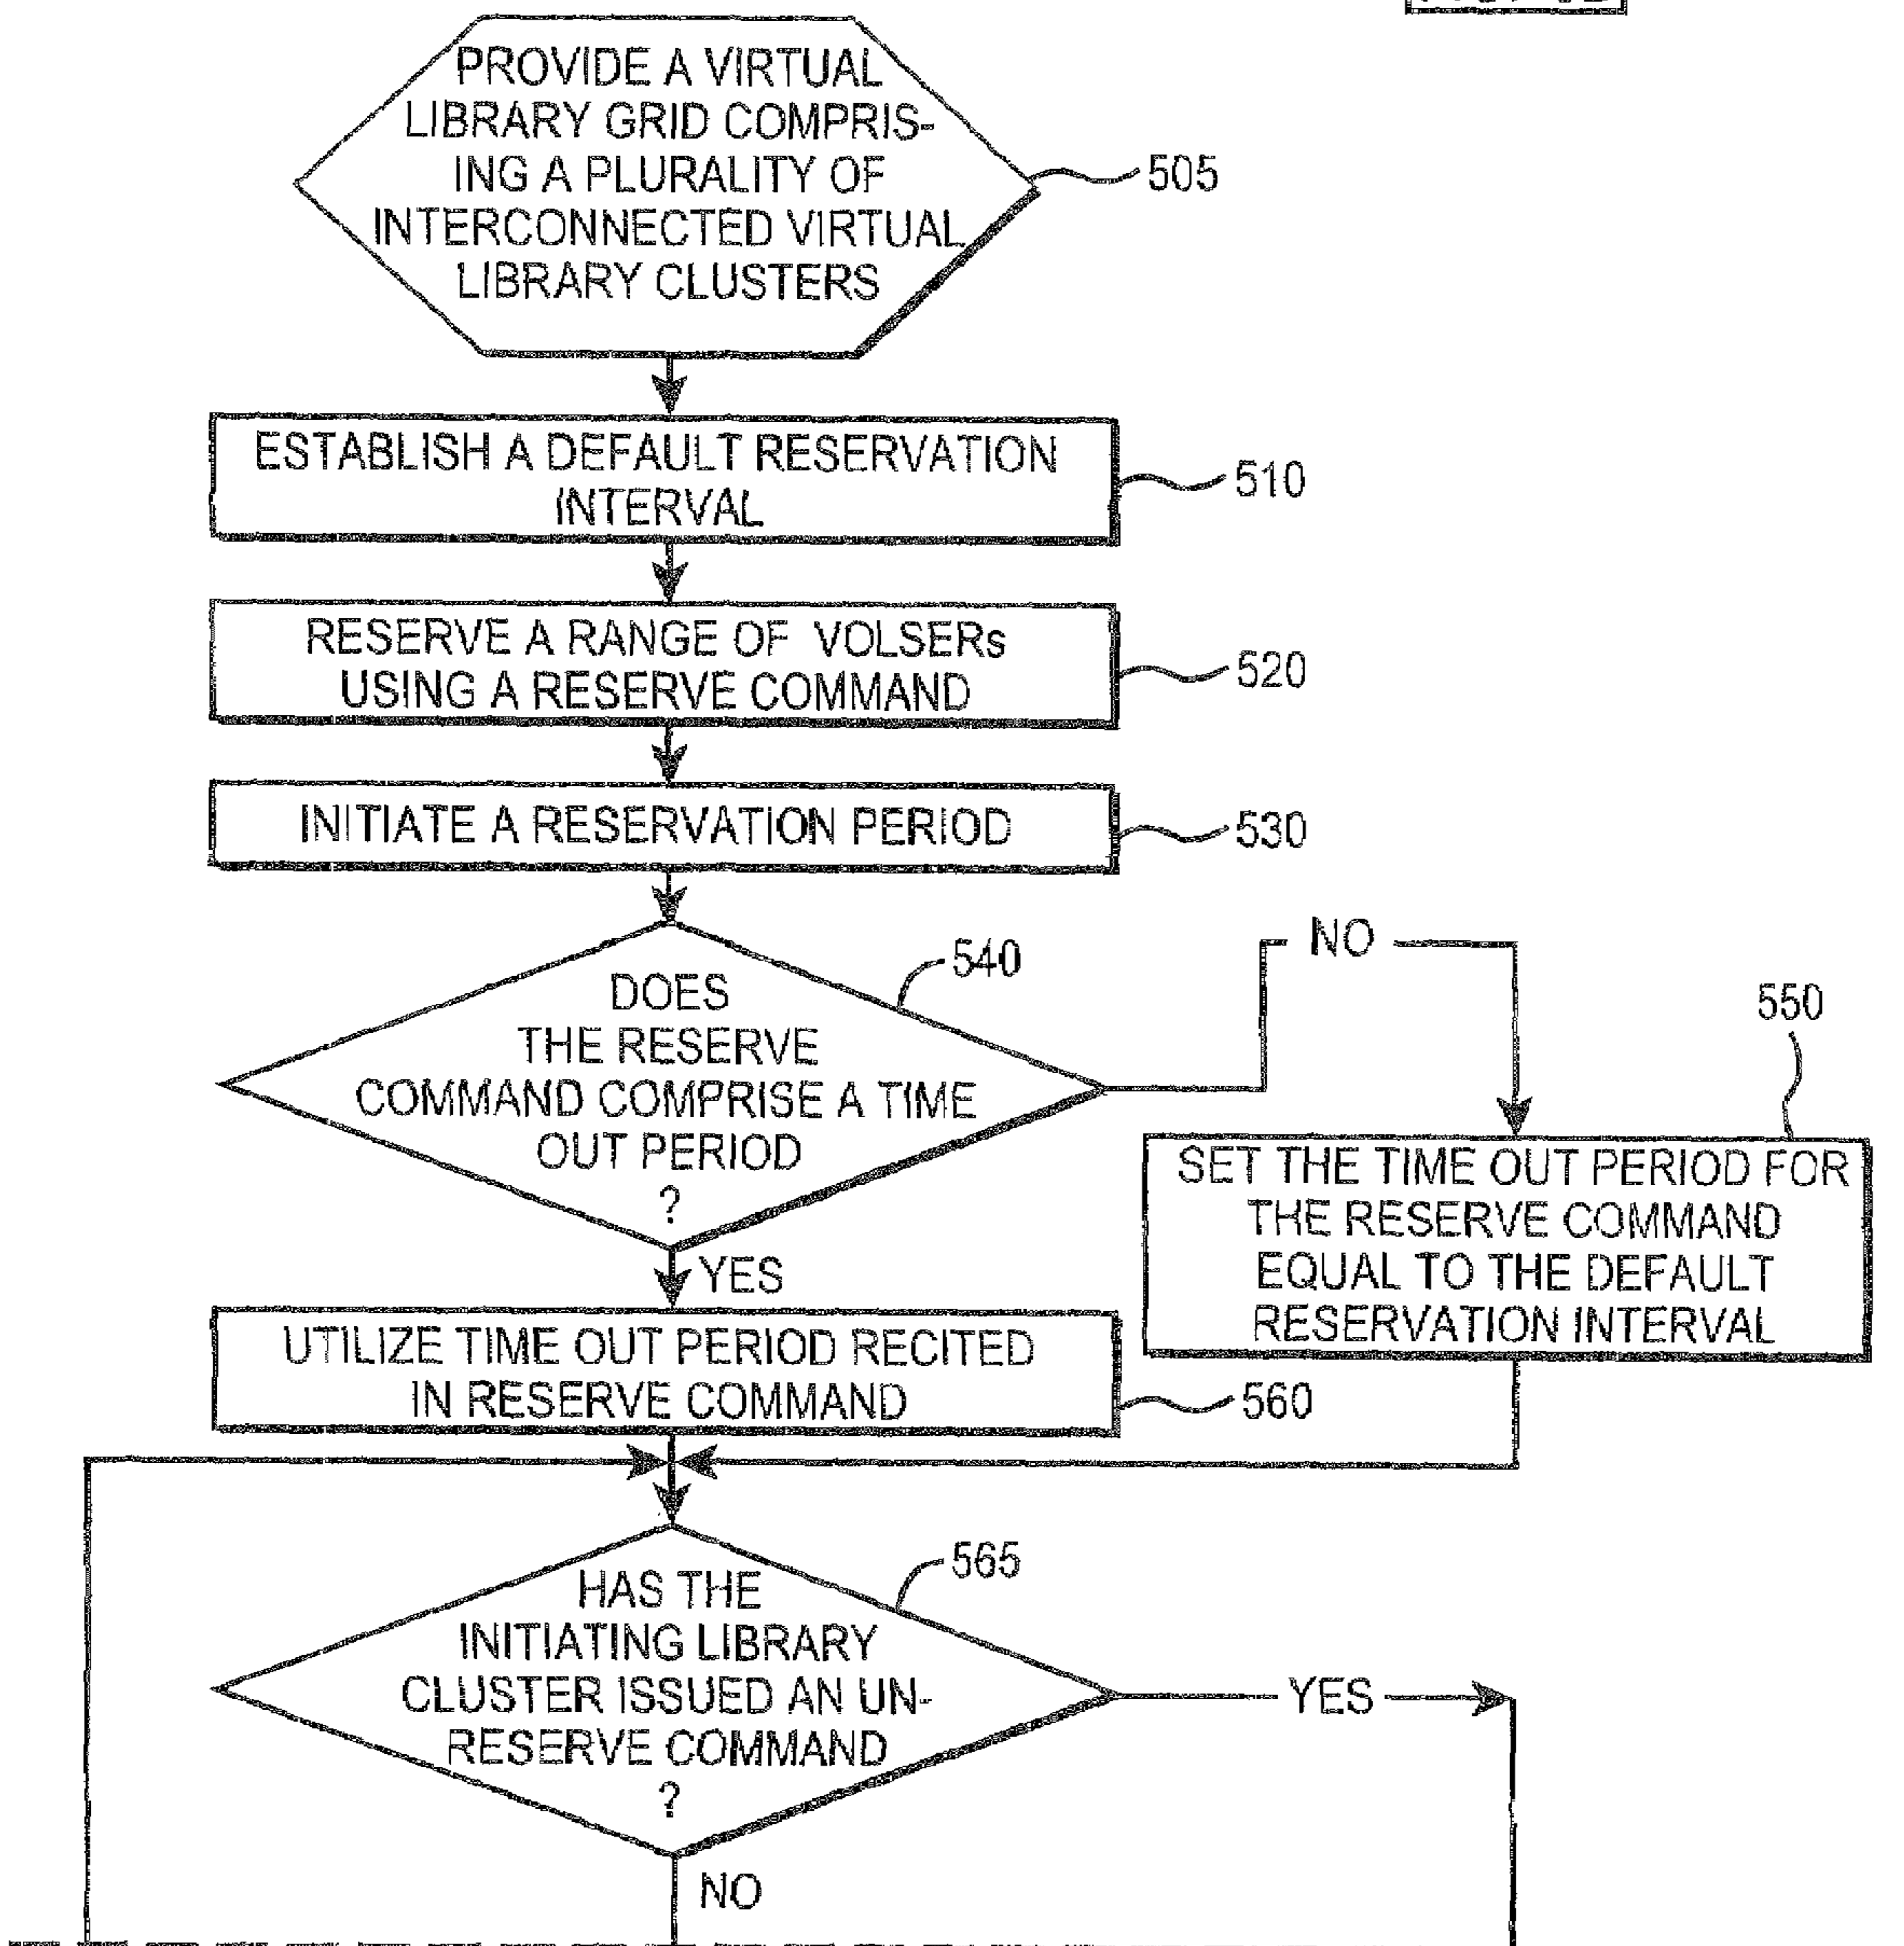 PROVIDE A VIRTUAL
LIBRARY GRID COMPRIS-
ING A PLURALITY OF
INTERCONNECTED VIRTUAL
LIBRARY CLUSTERS
505
ESTABLISH A DEFAULT RESERVATION
INTERVAL
510
RESERVE A RANGE OF VOLSERs
USING A RESERVE COMMAND
520
INITIATE A RESERVATION PERIOD
530
DOES
THE RESERVE
COMMAND COMPRISE A TIME
OUT PERIOD
?
540
NO
550
SET THE TIME OUT PERIOD FOR
THE RESERVE COMMAND
EQUAL TO THE DEFAULT
RESERVATION INTERVAL
YES
UTILIZE TIME OUT PERIOD RECITED
IN RESERVE COMMAND
560
HAS THE
INITIATING LIBRARY
CLUSTER ISSUED AN UN-
RESERVE COMMAND
?
565
YES
NO